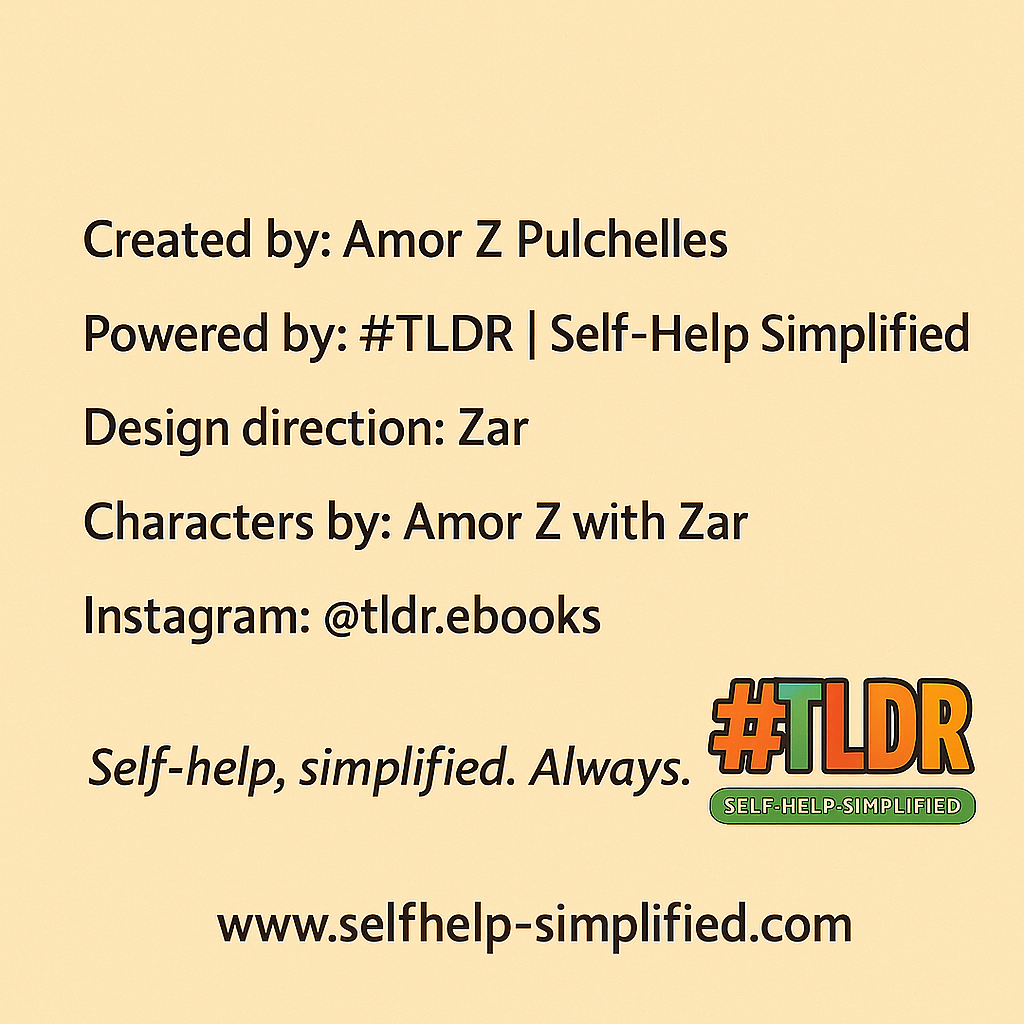 Created by: Amor Z Pulchelles
Powered by: #TLDR | Self-Help Simplified
Design direction: Zar
Characters by: Amor Z with Zar
Instagram: @tldr.ebooks
Self-help, simplified. Always.
#TLDR
SELF-HELP-SIMPLIFIED
www.selfhelp-simplified.com